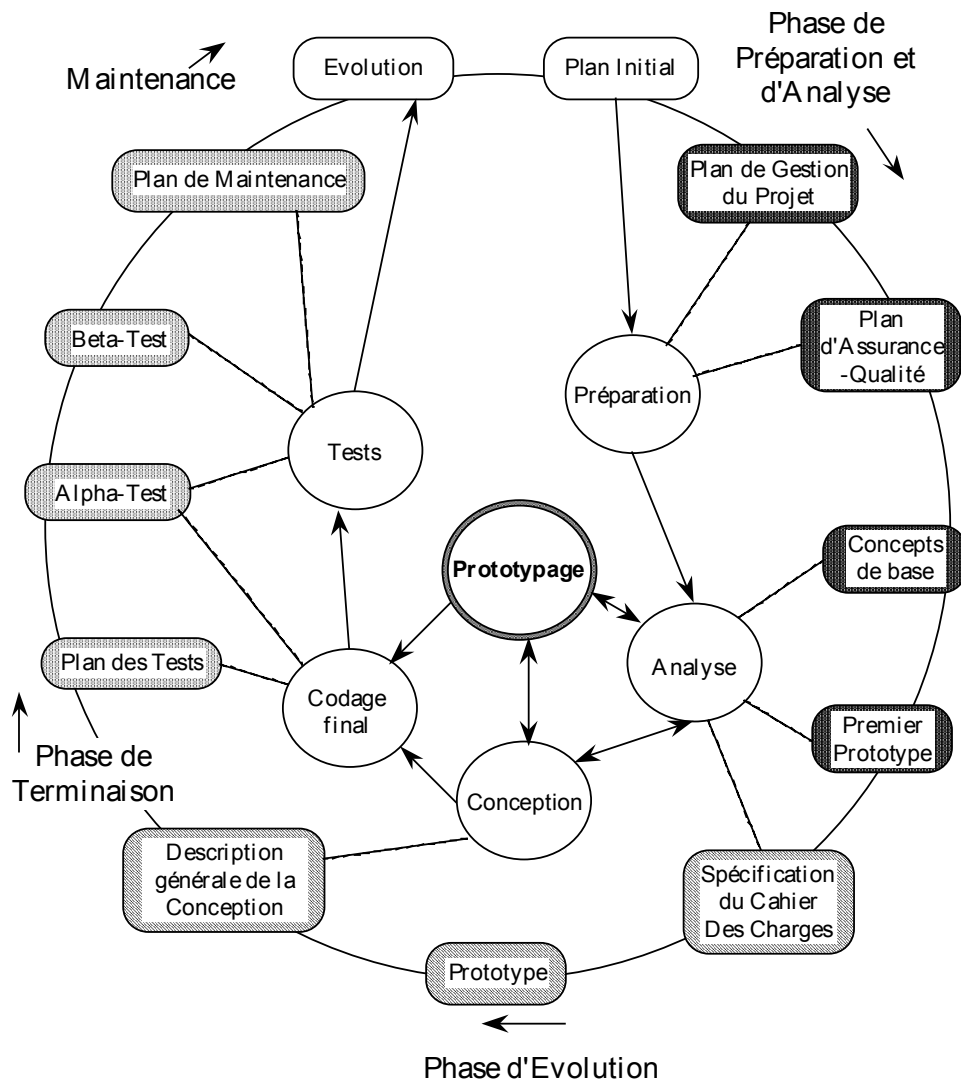 Phase de
Préparation et
d'Analyse
Maintenance
Evolution
Plan Initial
Plan de Maintenance
Plan de Gestion
du Projet
Beta-Test
Plan
d'Assurance
-Qualité
Préparation
Tests
Alpha-Test
Prototypage
Concepts
de base
Plan des Tests
Codage
final
Analyse
Premier
Prototype
Phase de
Terminaison
Conception
Description
générale de la
Conception
Spécification
du Cahier
Des Charges
Prototype
Phase d'Evolution